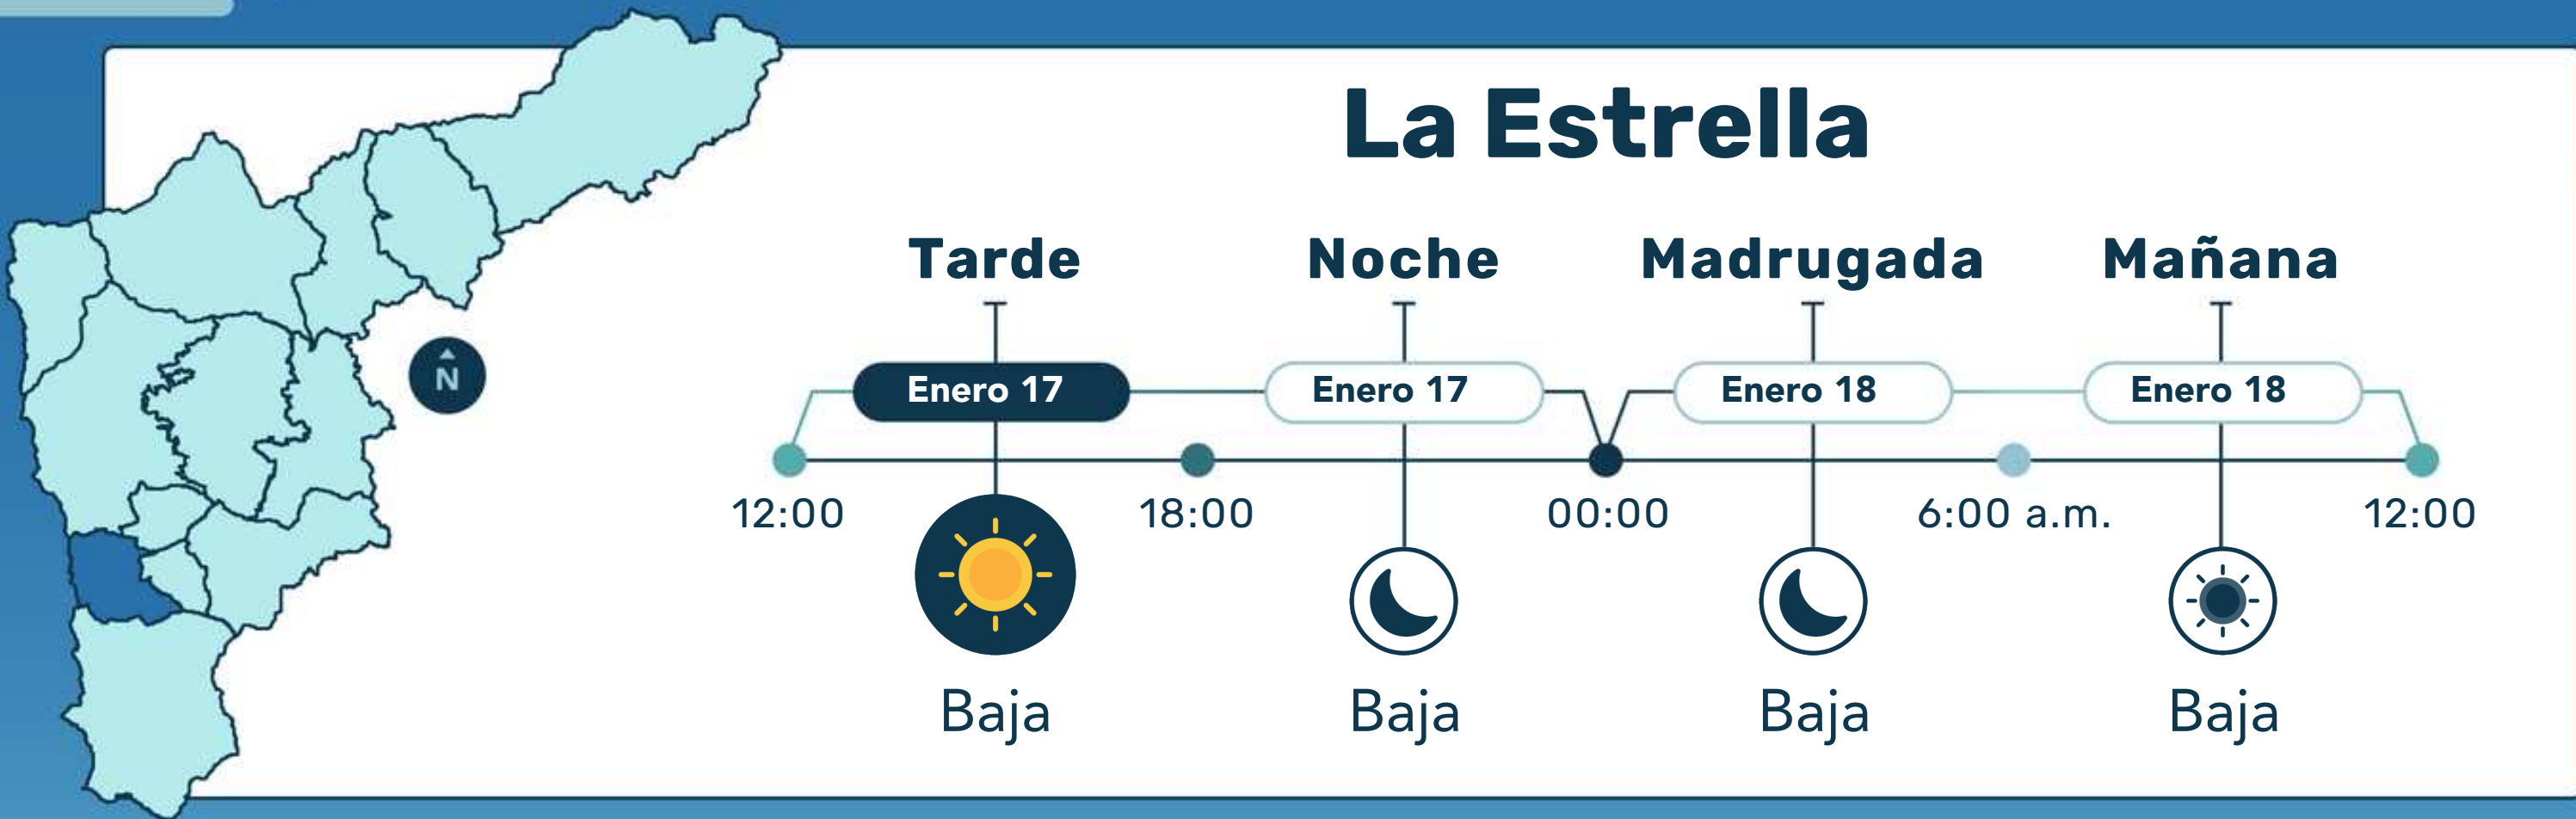 La Estrella
Tarde Noche Madrugada Mañana
N
Enero 17 Enero 17 Enero 18 Enero 18
12:00 18:00 00:00 6:00 a.m. 12:00
Baja Baja Baja Baja